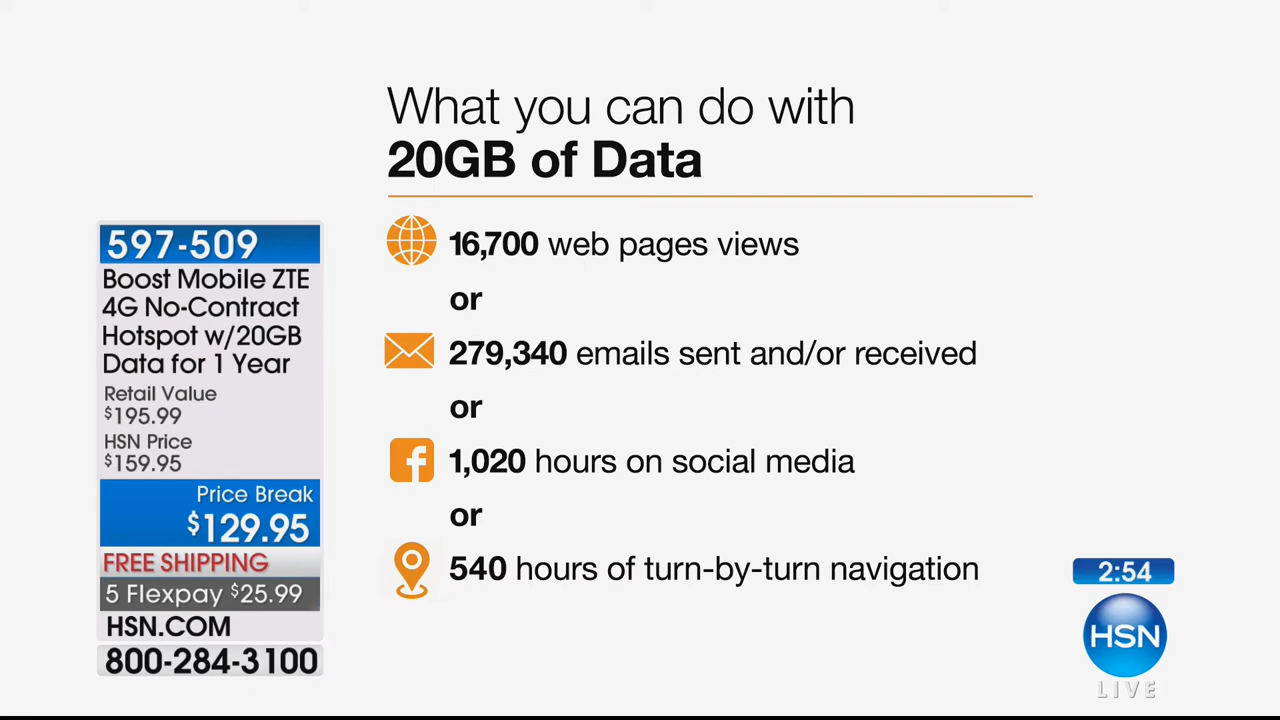 What you can do with
20GB of Data
16,700 web pages views
or
279,340 emails sent and/or received
or
1,020 hours on social media
or
540 hours of turn-by-turn navigation
597-509
Boost Mobile ZTE
4G No-Contract
Hotspot w/20GB
Data for 1 Year
Retail Value
$195.99
HSN Price
$159.95
Price Break
$129.95
FREE SHIPPING
5 Flexpay $25.99
HSN.COM
800-284-3100
2:54
HSN
LIVE